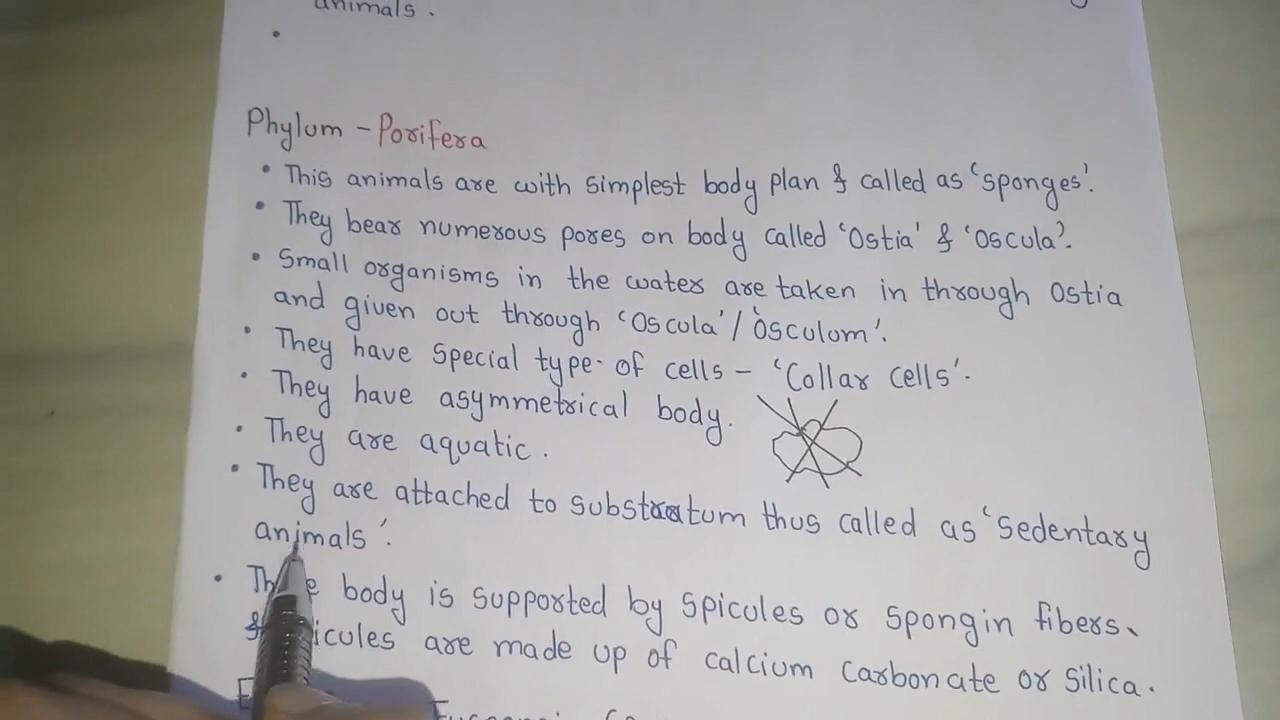 animals.
Phylum - Porifera
• This animals are with simplest body plan & called as 'sponges'.
• They bear numerous pores on body called 'Ostia' & 'Oscula'.
• Small organisms in the water are taken in through Ostia
and given out through 'Oscula' / 'Osculum'.
• They have special type of cells - 'Collar cells'.
• They have asymmetrical body.
• They are aquatic.
• They are attached to substratum thus called as 'Sedentary
animals'.
• body is supported by spicules or spongin fibers.
& are made up of calcium carbonate or silica.